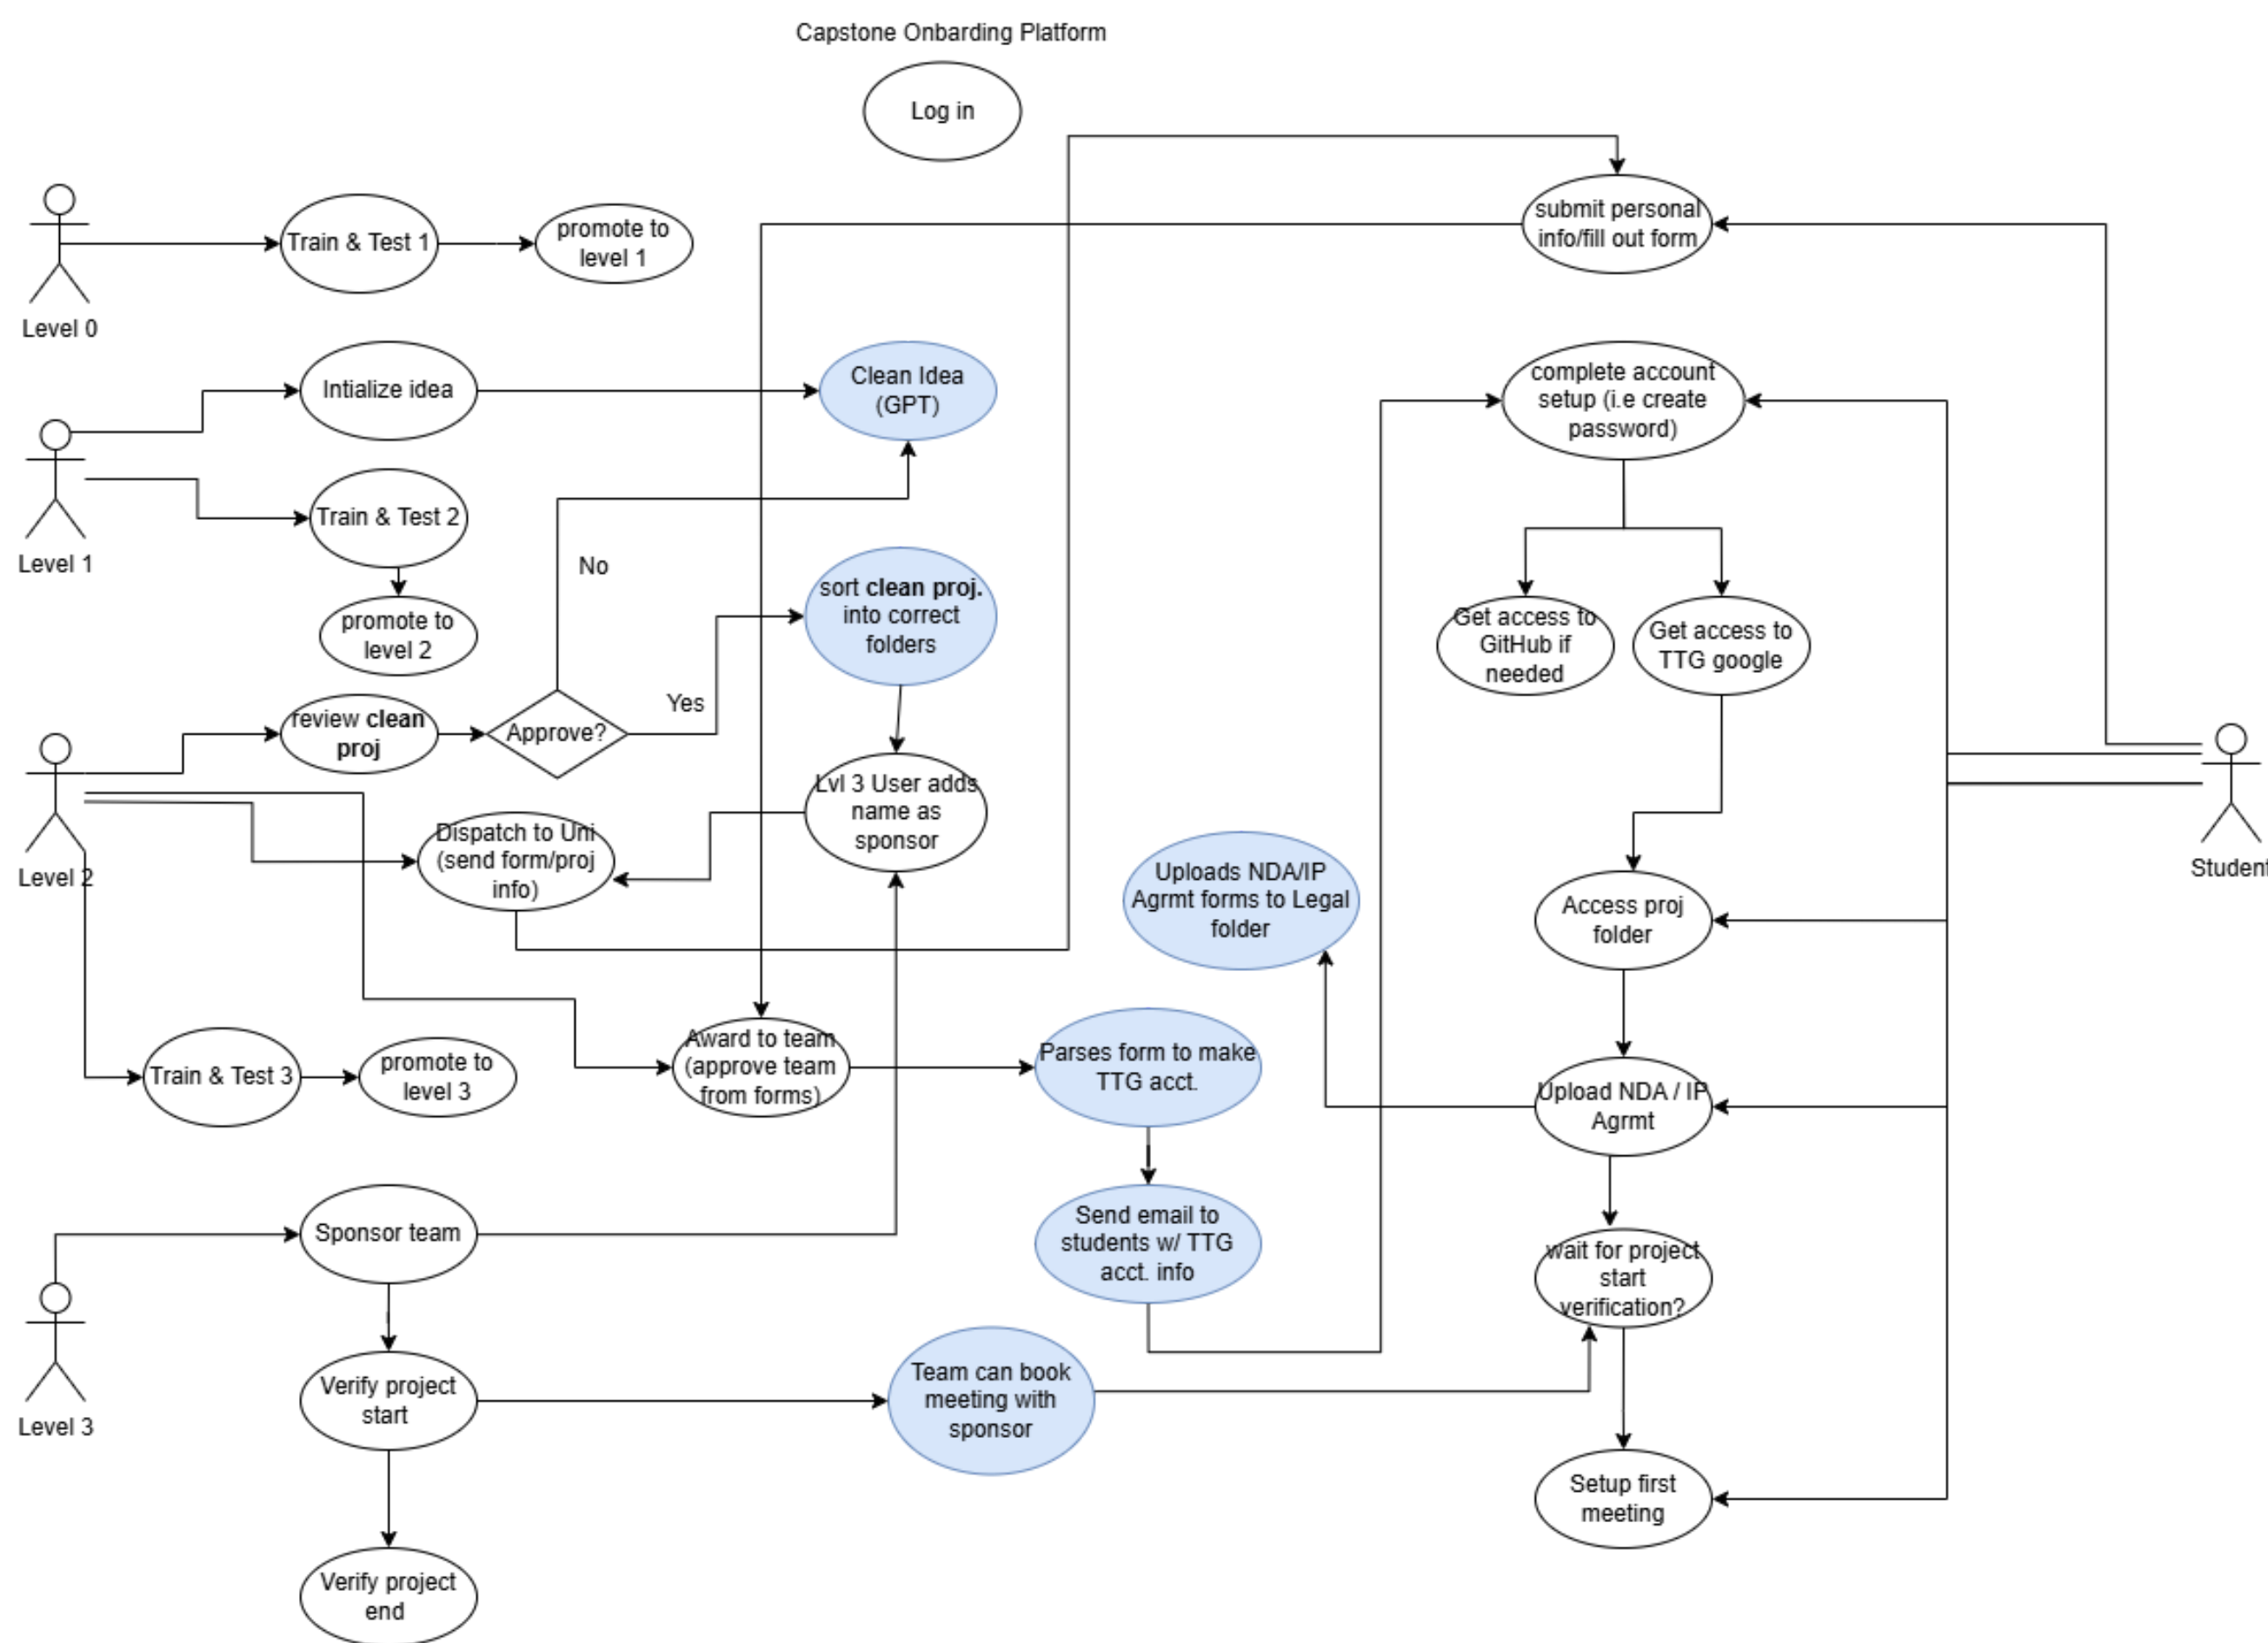 Capstone Onbarding Platform
Log in
Level 0
Train & Test 1
promote to
level 1
submit personal
info/fill out form
Level 1
Intialize idea
Clean Idea
(GPT)
complete account
setup (i.e create
password)
Train & Test 2
promote to
level 2
No
sort clean proj.
into correct
folders
Get access to
GitHub if
needed
Get access to
TTG google
Level 2
review clean
proj
Approve?
Yes
Lvl 3 User adds
name as
sponsor
Dispatch to Uni
(send form/proj
info)
Uploads NDA/IP
Agrmt forms to Legal
folder
Access proj
folder
Student
Train & Test 3
promote to
level 3
Award to team
(approve team
from forms)
Parses form to make
TTG acct.
Upload NDA / IP
Agrmt
Send email to
students w/ TTG
acct. info
wait for project
start
verification?
Level 3
Sponsor team
Verify project
start
Team can book
meeting with
sponsor
Setup first
meeting
Verify project
end